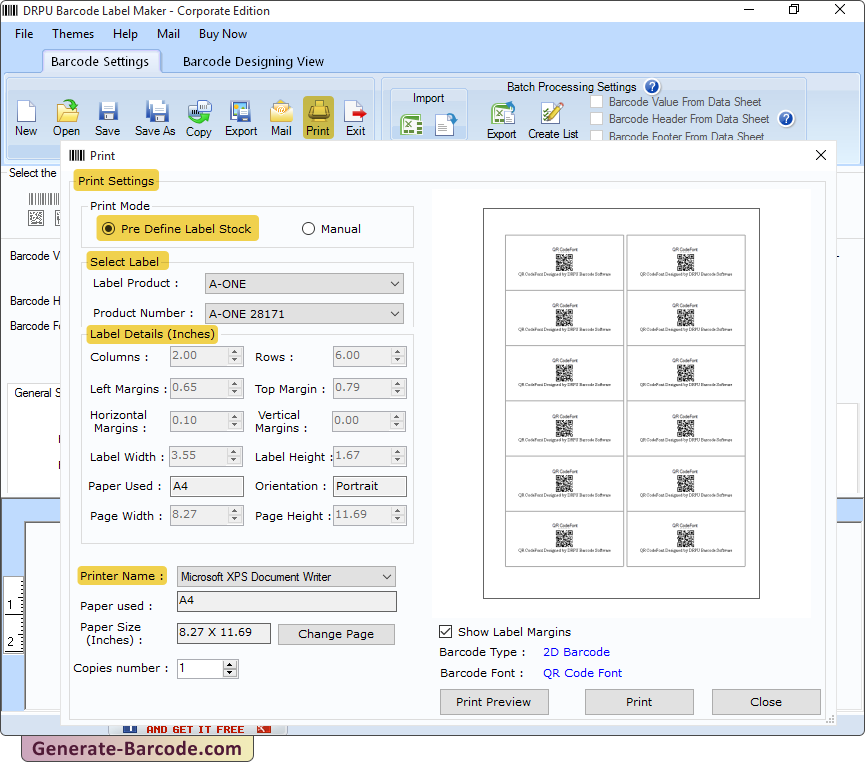 DRPU Barcode Label Maker - Corporate Edition
File Themes Help Mail Buy Now
Barcode Settings Barcode Designing View
New Open Save Save As Copy Export Mail Print Exit
Import
Batch Processing Settings
Export Create List
Barcode Value From Data Sheet
Barcode Header From Data Sheet
Barcode Footer From Data Sheet
Select the
Barcode V
Barcode H
Barcode F
General S
1
2
Print
Print Settings
Print Mode
Pre Define Label Stock Manual
Select Label
Label Product : A-ONE
Product Number : A-ONE 28171
Label Details (Inches)
Columns : 2.00 Rows : 6.00
Left Margins : 0.65 Top Margin : 0.79
Horizontal Margins : 0.10 Vertical Margins : 0.00
Label Width : 3.55 Label Height : 1.67
Paper Used : A4 Orientation : Portrait
Page Width : 8.27 Page Height : 11.69
Printer Name : Microsoft XPS Document Writer
Paper used : A4
Paper Size (Inches) : 8.27 X 11.69 Change Page
Copies number : 1
QR CodeFont QR CodeFont
QR CodeFont Designed by DRPU Barcode Software QR CodeFont Designed by DRPU Barcode Software
QR CodeFont QR CodeFont
QR CodeFont Designed by DRPU Barcode Software QR CodeFont Designed by DRPU Barcode Software
QR CodeFont QR CodeFont
QR CodeFont Designed by DRPU Barcode Software QR CodeFont Designed by DRPU Barcode Software
QR CodeFont QR CodeFont
QR CodeFont Designed by DRPU Barcode Software QR CodeFont Designed by DRPU Barcode Software
QR CodeFont QR CodeFont
QR CodeFont Designed by DRPU Barcode Software QR CodeFont Designed by DRPU Barcode Software
QR CodeFont QR CodeFont
QR CodeFont Designed by DRPU Barcode Software QR CodeFont Designed by DRPU Barcode Software
Show Label Margins
Barcode Type : 2D Barcode
Barcode Font : QR Code Font
Print Preview Print Close
AND GET IT FREE
Generate-Barcode.com